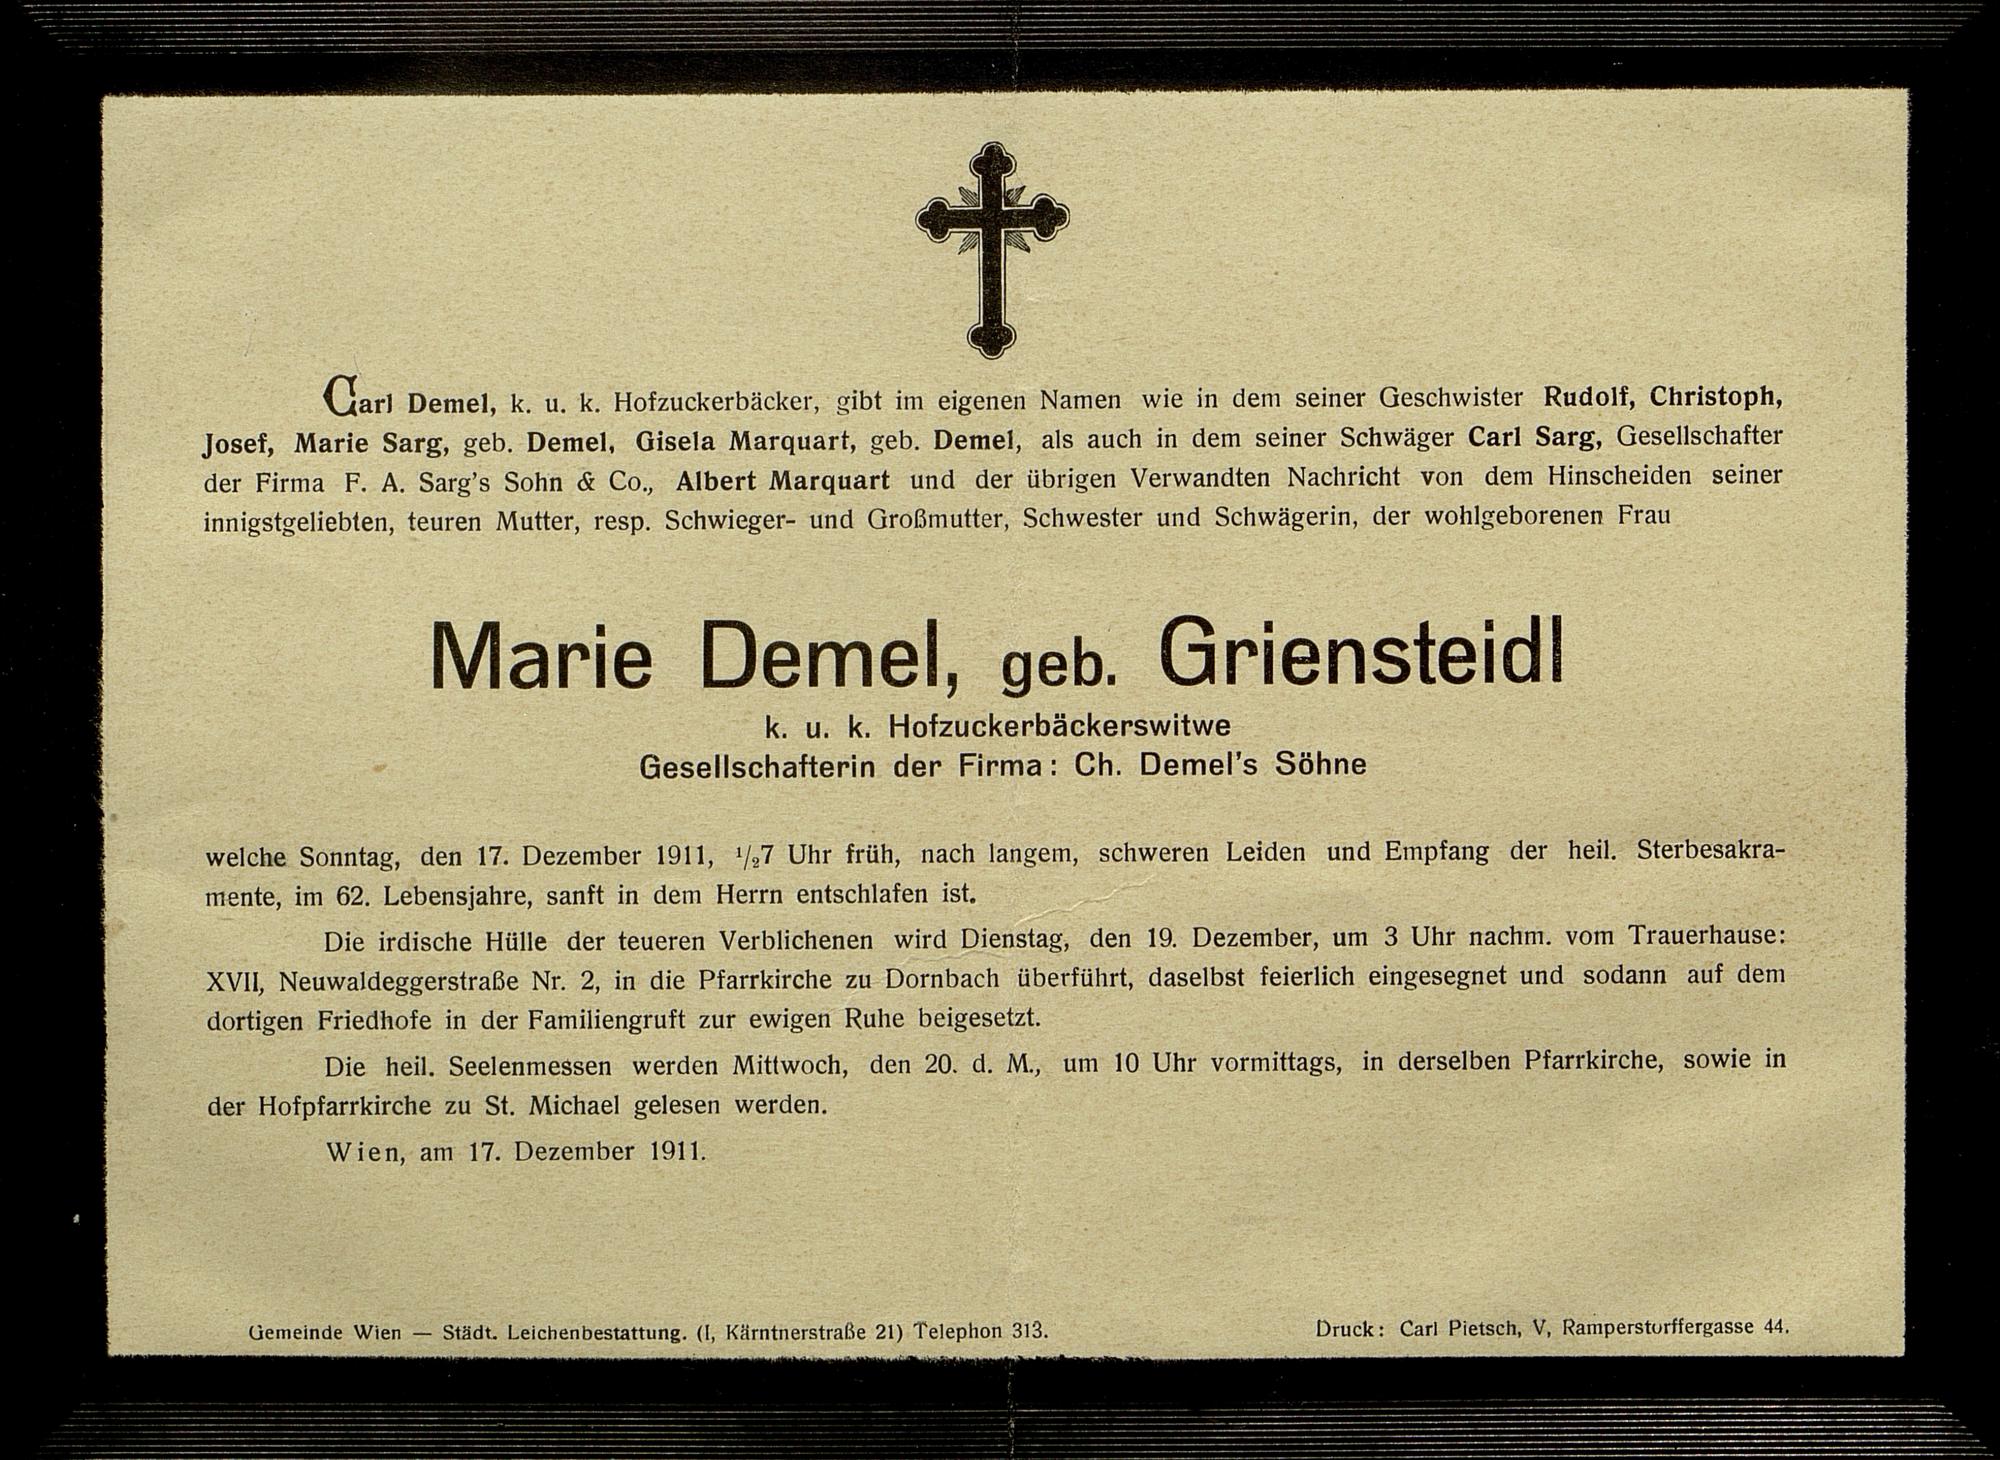 Carl Demel, k. u. k. Hofzuckerbäcker, gibt im eigenen Namen wie in dem seiner Geschwister Rudolf, Christoph,
Josef, Marie Sarg, geb. Demel, Gisela Marquart, geb. Demel, als auch in dem seiner Schwäger Carl Sarg, Gesellschafter
der Firma F. A. Sarg's Sohn & Co., Albert Marquart und der übrigen Verwandten Nachricht von dem Hinscheiden seiner
innigstgeliebten, teuren Mutter, resp. Schwieger- und Großmutter, Schwester und Schwägerin, der wohlgeborenen Frau
Marie Demel, geb. Griensteidl
k. u. k. Hofzuckerbäckerswitwe
Gesellschafterin der Firma: Ch. Demel's Söhne
welche Sonntag, den 17. Dezember 1911, 1/27 Uhr früh, nach langem, schweren Leiden und Empfang der heil. Sterbesakra-
mente, im 62. Lebensjahre, sanft in dem Herrn entschlafen ist.
Die irdische Hülle der teueren Verblichenen wird Dienstag, den 19. Dezember, um 3 Uhr nachm. vom Trauerhause:
XVII, Neuwaldeggerstraße Nr. 2, in die Pfarrkirche zu Dornbach überführt, daselbst feierlich eingesegnet und sodann auf dem
dortigen Friedhofe in der Familiengruft zur ewigen Ruhe beigesetzt.
Die heil. Seelenmessen werden Mittwoch, den 20. d. M., um 10 Uhr vormittags, in derselben Pfarrkirche, sowie in
der Hofpfarrkirche zu St. Michael gelesen werden.
Wien, am 17. Dezember 1911.
Gemeinde Wien — Städt. Leichenbestattung. (I, Kärntnerstraße 21) Telephon 313.
Druck: Carl Pietsch, V, Ramperstorffergasse 44.